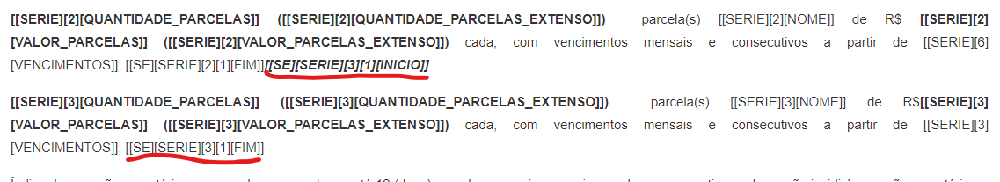 [[SERIE][2][QUANTIDADE_PARCELAS]] ([[SERIE][2][QUANTIDADE_PARCELAS_EXTENSO]]) parcela(s) [[SERIE][2][NOME]] de R$ [[SERIE][2]
[VALOR_PARCELAS]] ([[SERIE][2][VALOR_PARCELAS_EXTENSO]]) cada, com vencimentos mensais e consecutivos a partir de [[SERIE][6]
[VENCIMENTOS]]; [[SE][SERIE][2][1][FIM]][[SE][SERIE][3][1][INICIO]]
[[SERIE][3][QUANTIDADE_PARCELAS]] ([[SERIE][3][QUANTIDADE_PARCELAS_EXTENSO]]) parcela(s) [[SERIE][3][NOME]] de R$[[SERIE][3]
[VALOR_PARCELAS]] ([[SERIE][3][VALOR_PARCELAS_EXTENSO]]) cada, com vencimentos mensais e consecutivos a partir de [[SERIE][3]
[VENCIMENTOS]]; [[SE][SERIE][3][1][FIM]]